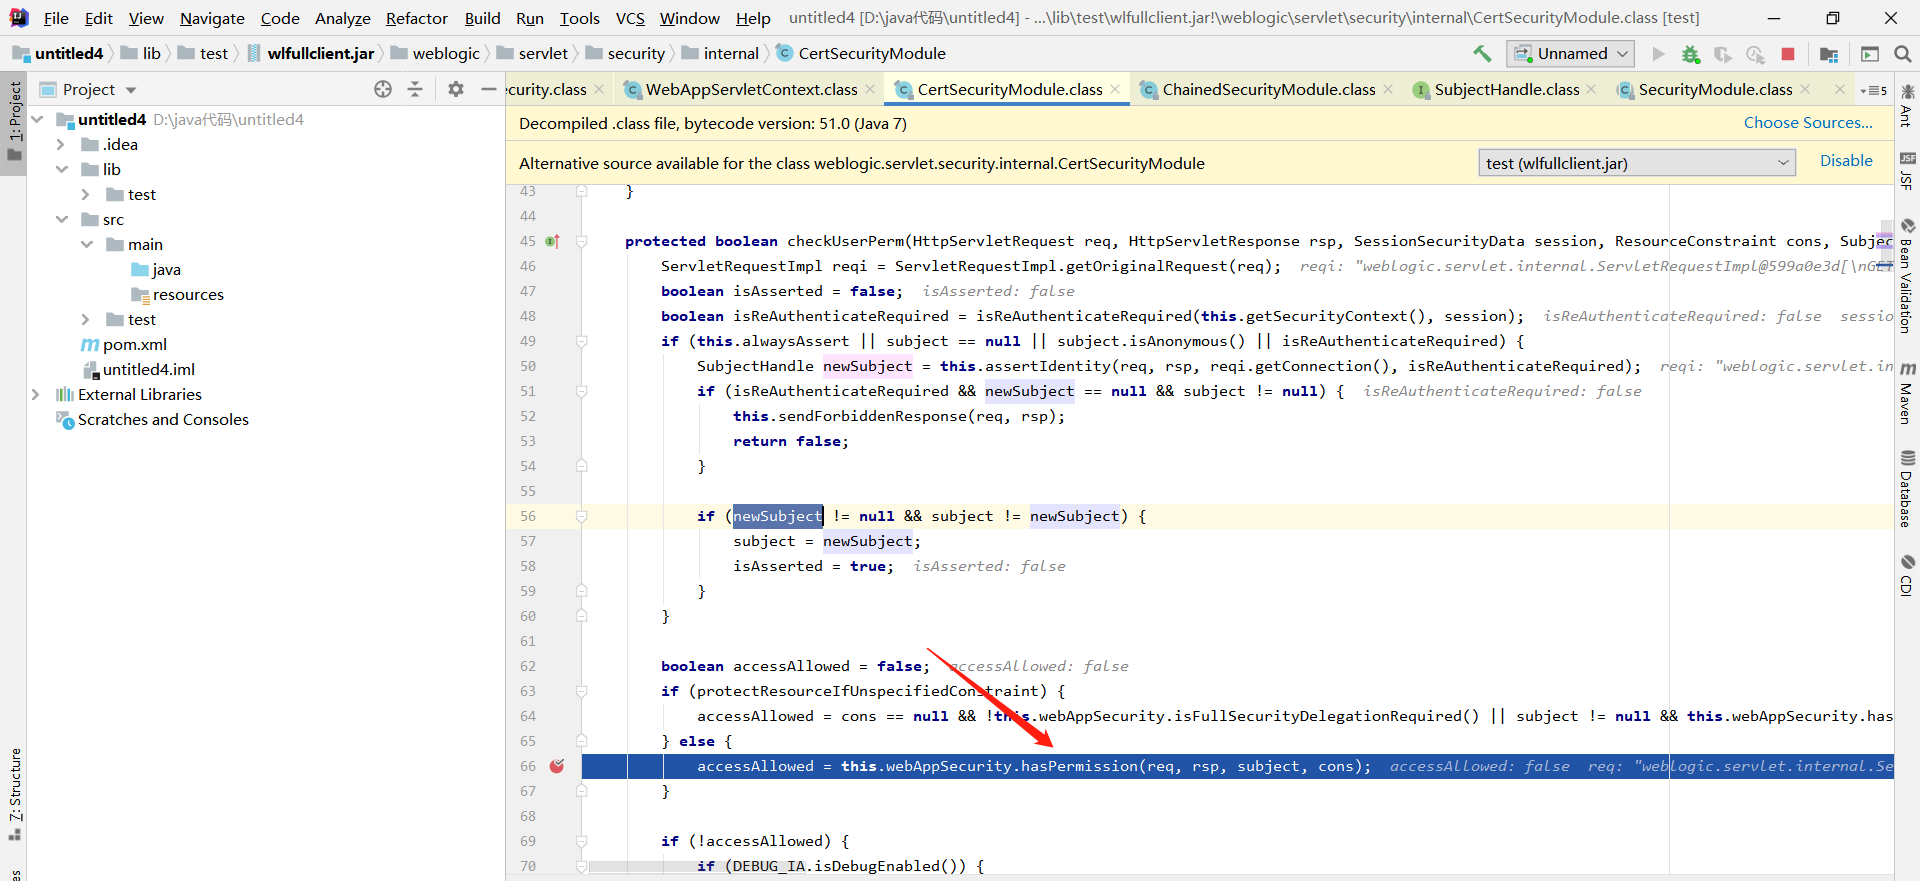 File Edit View Navigate Code Analyze Refactor Build Run Tools VCS Window Help untitled4 [D:\java代码\untitled4] - ...\lib\test\wlfullclient.jar!\weblogic\servlet\security\internal\CertSecurityModule.class [test]
untitled4 lib test wlfullclient.jar weblogic servlet security internal CertSecurityModule Unnamed
1: Project
Project
ecurity.class WebAppServletContext.class CertSecurityModule.class ChainedSecurityModule.class SubjectHandle.class SecurityModule.class 5
untitled4 D:\java代码\untitled4
.idea
lib
test
src
main
java
resources
test
pom.xml
untitled4.iml
External Libraries
Scratches and Consoles
7: Structure
Decompiled .class file, bytecode version: 51.0 (Java 7) Choose Sources...
Alternative source available for the class weblogic.servlet.security.internal.CertSecurityModule test (wlfullclient.jar) Disable
43 }
44
45 protected boolean checkUserPerm(HttpServletRequest req, HttpServletResponse rsp, SessionSecurityData session, ResourceConstraint cons, Subjec
46 ServletRequestImpl reqi = ServletRequestImpl.getOriginalRequest(req); reqi: "weblogic.servlet.internal.ServletRequestImpl@599a0e3d[\nGET
47 boolean isAsserted = false; isAsserted: false
48 boolean isReAuthenticateRequired = isReAuthenticateRequired(this.getSecurityContext(), session); isReAuthenticateRequired: false sessio
49 if (this.alwaysAssert || subject == null || subject.isAnonymous() || isReAuthenticateRequired) {
50 SubjectHandle newSubject = this.assertIdentity(req, rsp, reqi.getConnection(), isReAuthenticateRequired); reqi: "weblogic.servlet.in
51 if (isReAuthenticateRequired && newSubject == null && subject != null) { isReAuthenticateRequired: false
52 this.sendForbiddenResponse(req, rsp);
53 return false;
54 }
55
56 if (newSubject != null && subject != newSubject) {
57 subject = newSubject;
58 isAsserted = true; isAsserted: false
59 }
60 }
61
62 boolean accessAllowed = false; accessAllowed: false
63 if (protectResourceIfUnspecifiedConstraint) {
64 accessAllowed = cons == null && !this.webAppSecurity.isFullSecurityDelegationRequired() || subject != null && this.webAppSecurity.has
65 } else {
66 accessAllowed = this.webAppSecurity.hasPermission(req, rsp, subject, cons); accessAllowed: false req: "weblogic.servlet.internal.Se
67 }
68
69 if (!accessAllowed) {
70 if (DEBUG_IA.isDebugEnabled()) {
Ant
JSF
JSF
Bean Validation
Maven
Database
CDI